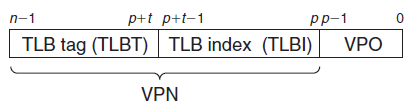 n–1 p+t p+t–1 p p–1 0
TLB tag (TLBT) TLB index (TLBI) VPO
VPN